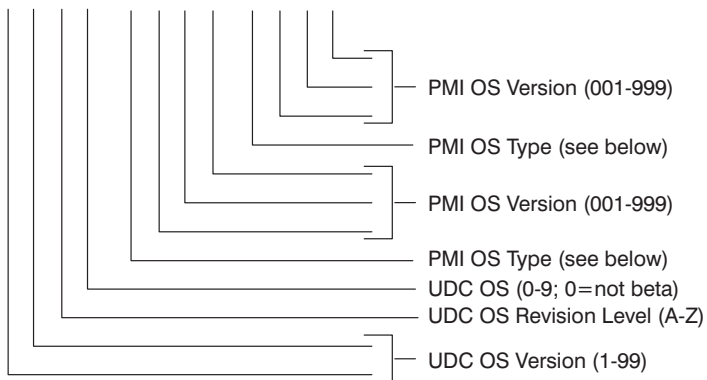 PMI OS Version (001-999)
PMI OS Type (see below)
PMI OS Version (001-999)
PMI OS Type (see below)
UDC OS (0-9; 0=not beta)
UDC OS Revision Level (A-Z)
UDC OS Version (1-99)